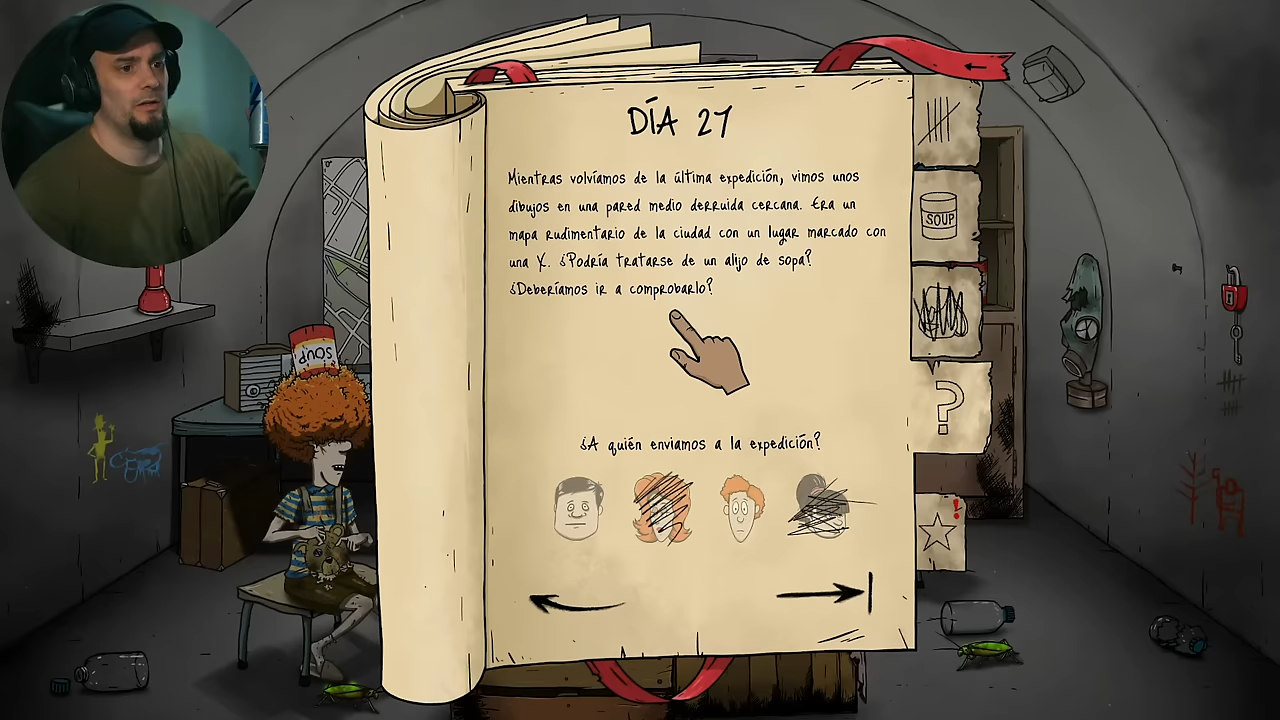 DÍA 27
Mientras volvíamos de la última expedición, vimos unos
dibujos en una pared medio derruida cercana. Era un
mapa rudimentario de la ciudad con un lugar marcado con
una X. ¿Podría tratarse de un alijo de sopa?
¿Deberíamos ir a comprobarlo?
¿A quién enviamos a la expedición?
SOUP
?
!
SOUP